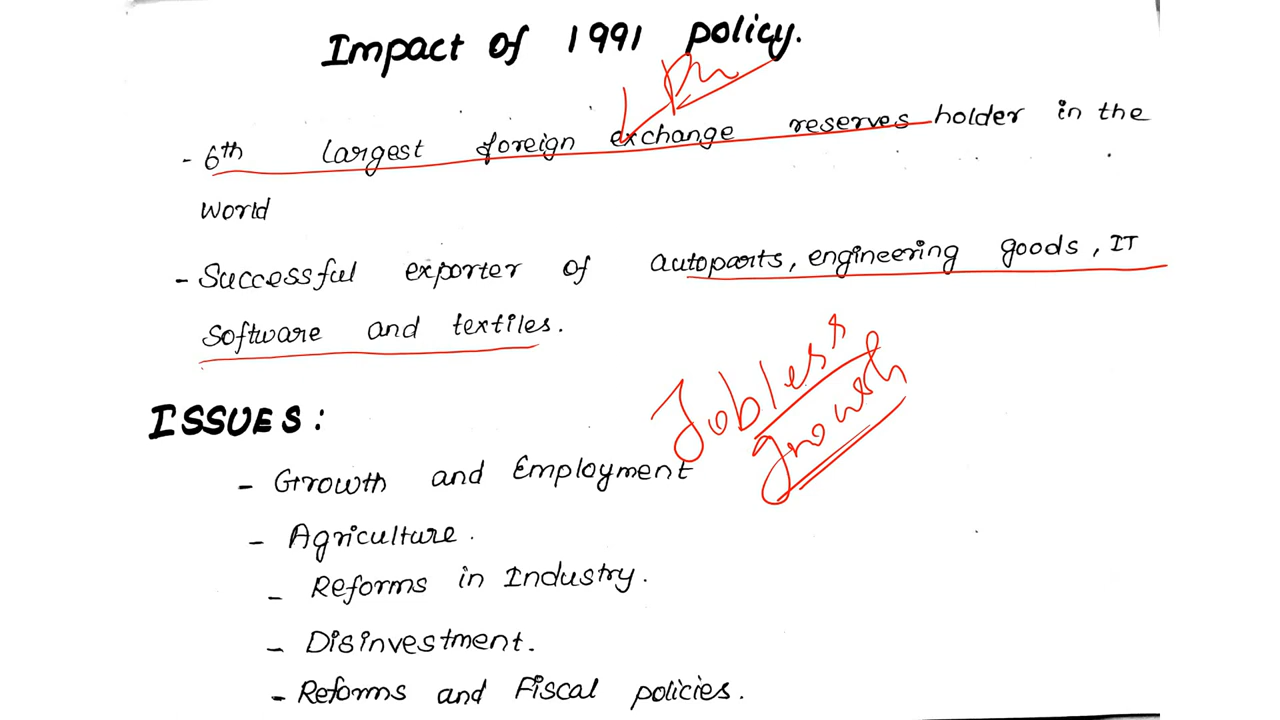 Impact of 1991 policy.
- 6th largest foreign exchange reserves holder in the
World
- Successful exporter of autoparts, engineering goods, IT
Software and textiles.
Jobless
growth
ISSUES:
- Growth and Employment
- Agriculture.
- Reforms in Industry.
- Disinvestment.
- Reforms and Fiscal policies.